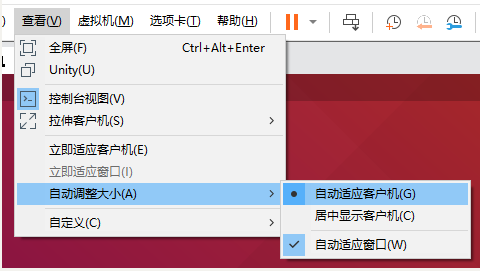 查看(V) 虚拟机(M) 选项卡(T) 帮助(H)
全屏(F) Ctrl+Alt+Enter
Unity(U)
控制台视图(V)
拉伸客户机(S)
立即适应客户机(E)
立即适应窗口(I)
自动调整大小(A)
自定义(C)
自动适应客户机(G)
居中显示客户机(C)
自动适应窗口(W)